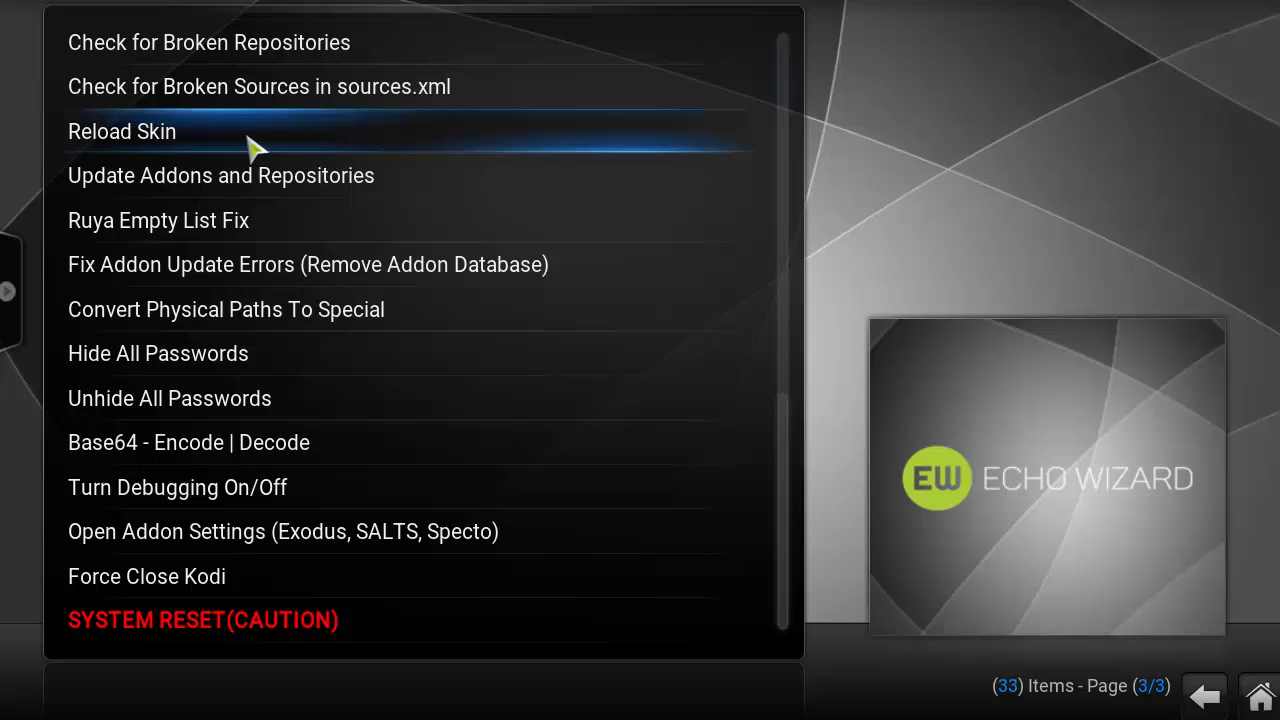 Check for Broken Repositories
Check for Broken Sources in sources.xml
Reload Skin
Update Addons and Repositories
Ruya Empty List Fix
Fix Addon Update Errors (Remove Addon Database)
Convert Physical Paths To Special
Hide All Passwords
Unhide All Passwords
Base64 - Encode | Decode
Turn Debugging On/Off
Open Addon Settings (Exodus, SALTS, Specto)
Force Close Kodi
SYSTEM RESET(CAUTION)
EW ECHO WIZARD
(33) Items - Page (3/3)